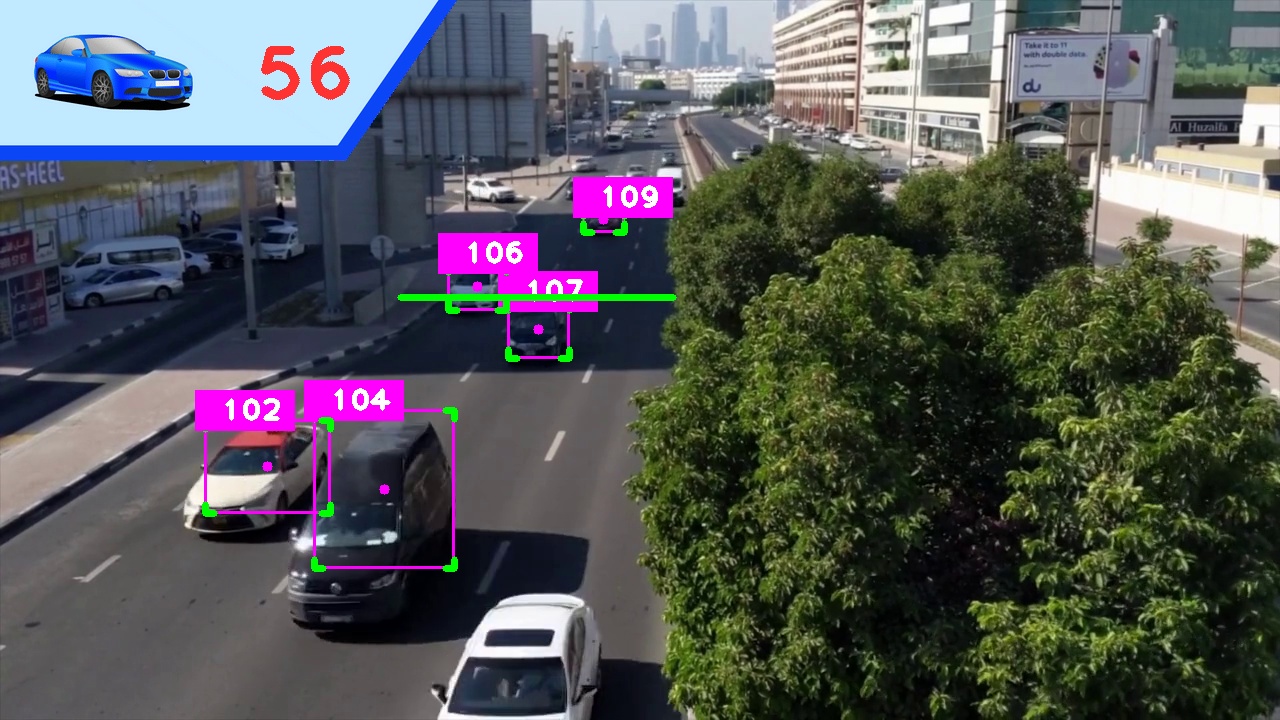 56
AS-HEEL
Take it to 11
with double data.
du
Al Huzaifa
109
106
107
102
104